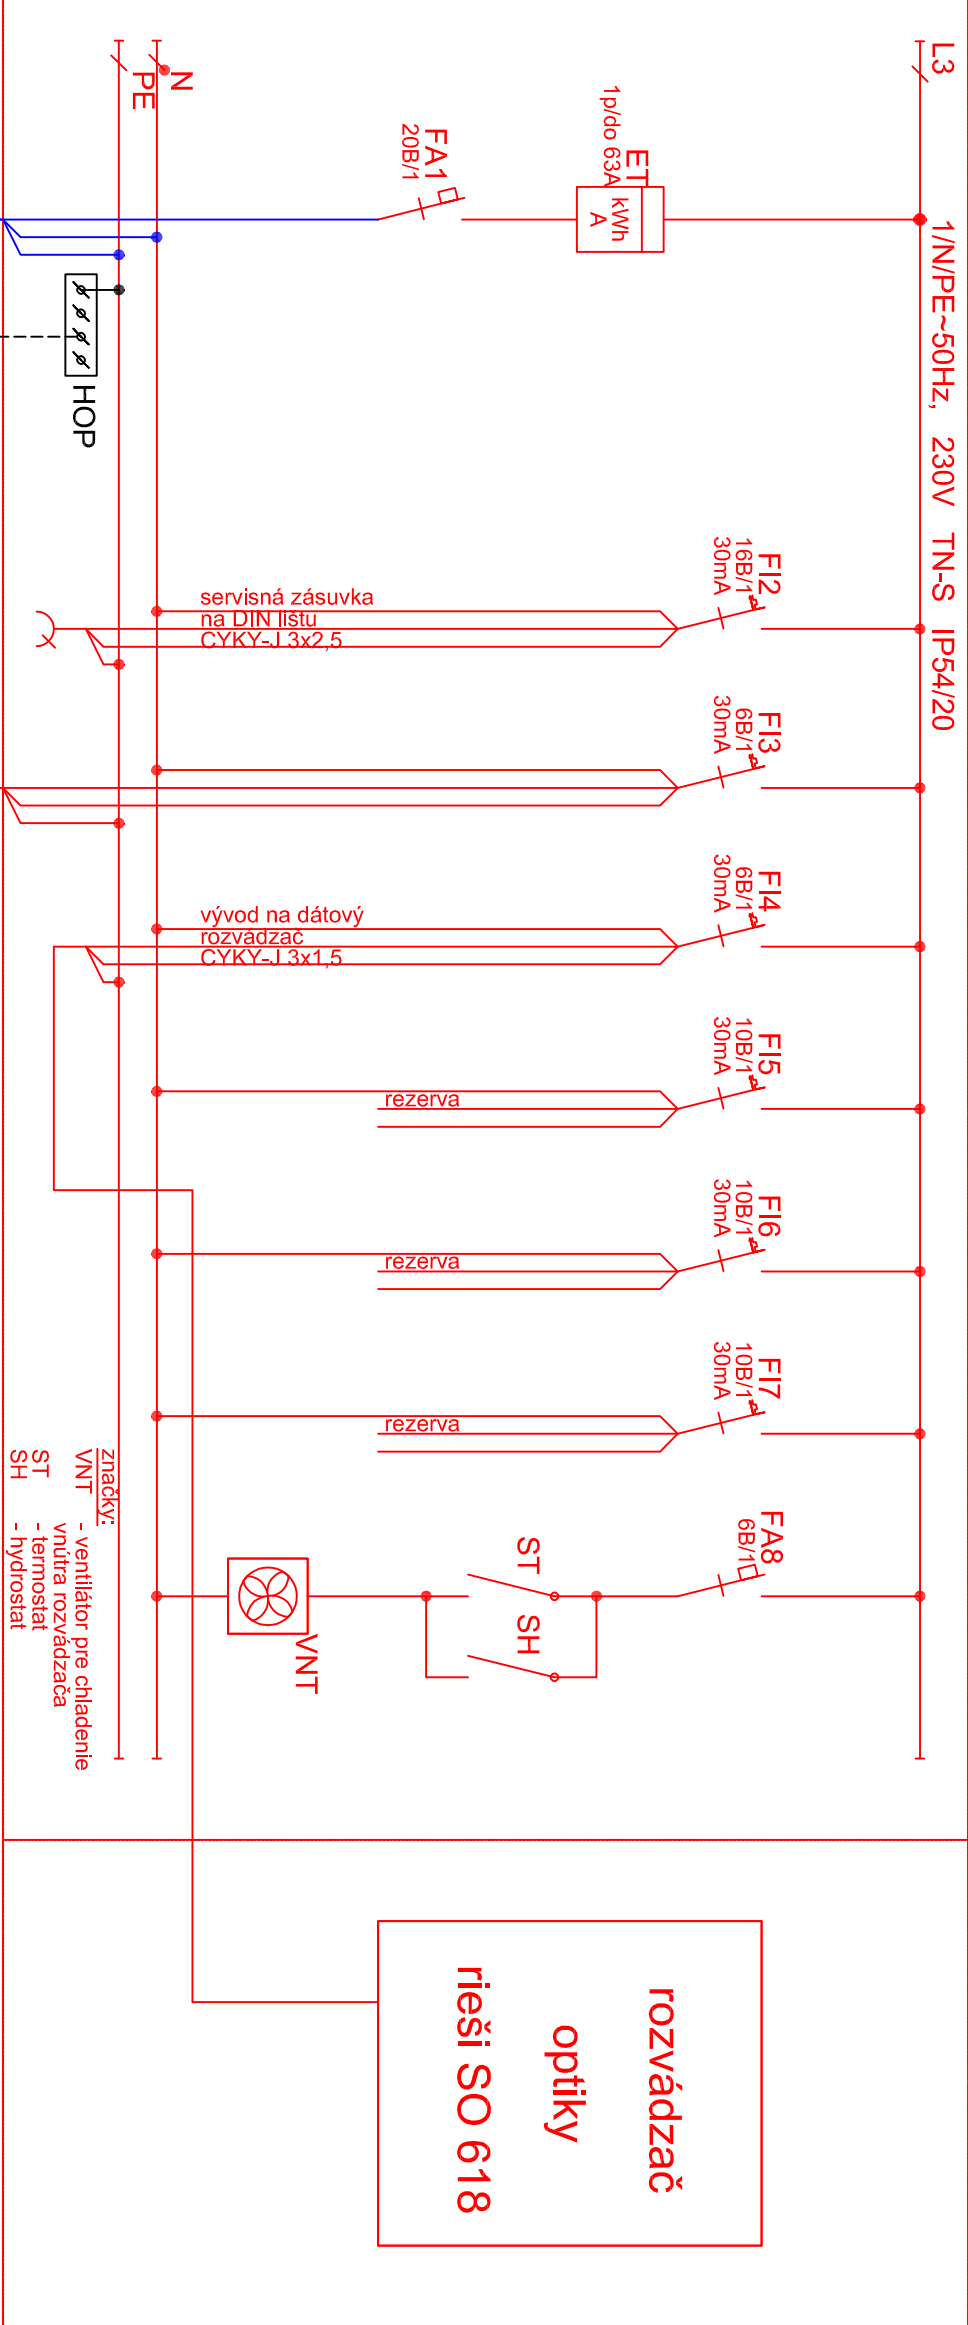 L3
1/N/PE~50Hz, 230V TN-S IP54/20
N
PE
ET
1p/do 63A
kWh
A
FA1
20B/1
HOP
FI2
16B/1
30mA
servisná zásuvka
na DIN lištu
CYKY-J 3x2,5
FI3
6B/1
30mA
FI4
6B/1
30mA
vývod na dátový
rozvádzač
CYKY-J 3x1,5
FI5
10B/1
30mA
rezerva
FI6
10B/1
30mA
rezerva
FI7
10B/1
30mA
rezerva
FA8
6B/1
ST
SH
VNT
značky:
VNT - ventilátor pre chladenie
vnútra rozvádzača
ST - termostat
SH - hydrostat
rozvádzač
optiky
rieši SO 618